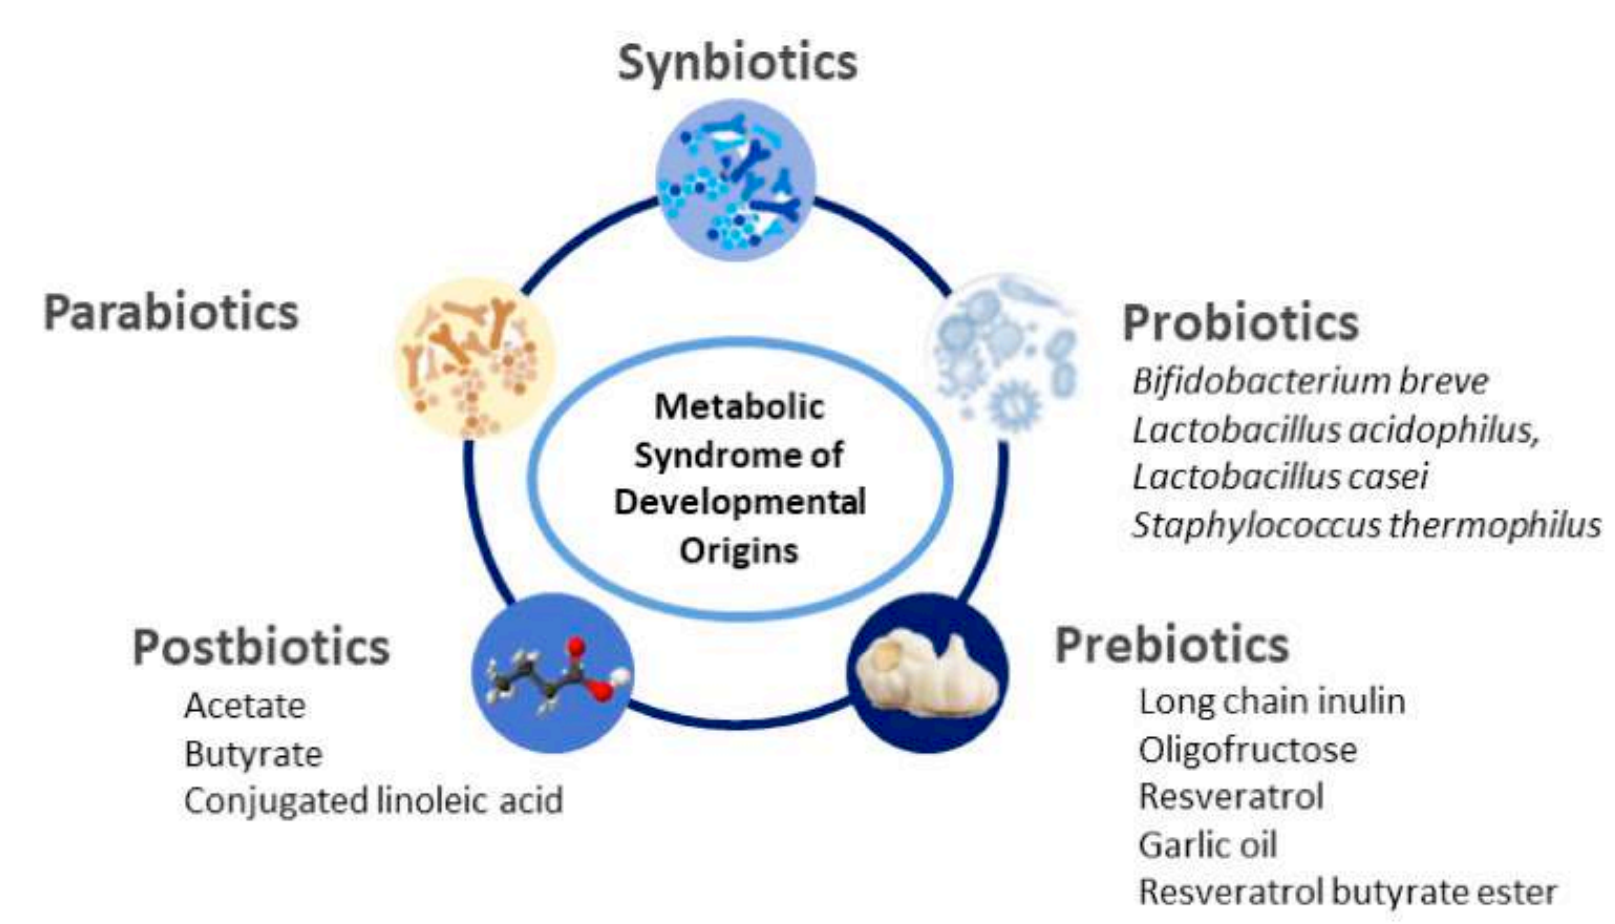 Synbiotics
Parabiotics
Probiotics
Bifidobacterium breve
Lactobacillus acidophilus,
Lactobacillus casei
Staphylococcus thermophilus
Metabolic
Syndrome of
Developmental
Origins
Postbiotics
Acetate
Butyrate
Conjugated linoleic acid
Prebiotics
Long chain inulin
Oligofructose
Resveratrol
Garlic oil
Resveratrol butyrate ester